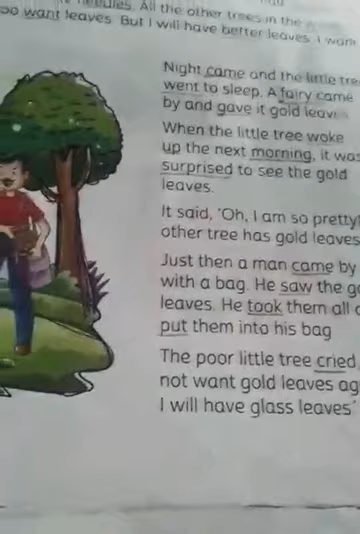 needles. All the other trees in the
want leaves. But I will have better leaves. I want
Night came and the little tree
went to sleep. A fairy came
by and gave it gold leav
When the little tree woke
up the next morning, it was
surprised to see the gold
leaves.
It said, 'Oh, I am so pretty!
other tree has gold leaves
Just then a man came by
with a bag. He saw the go
leaves. He took them all o
put them into his bag
The poor little tree cried,
not want gold leaves ag
I will have glass leaves'